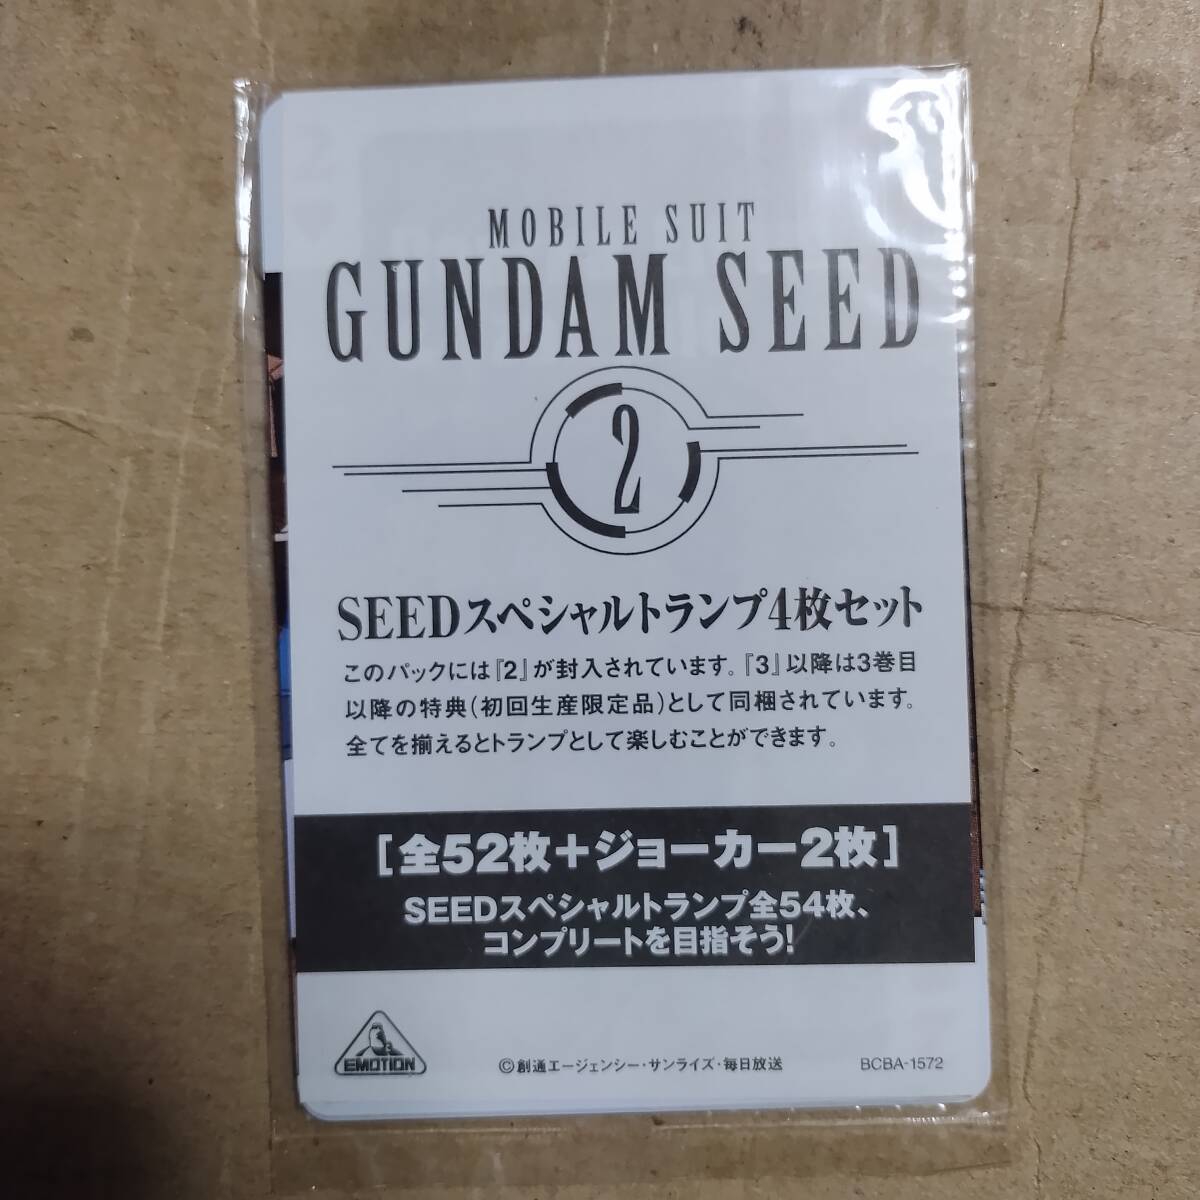 MOBILE SUIT
GUNDAM SEED
2
SEEDスペシャルトランプ4枚セット
このパックには『2』が封入されています。『3』以降は3巻目
以降の特典(初回生産限定品)として同梱されています。
全てを揃えるとトランプとして楽しむことができます。
[全52枚+ジョーカー2枚]
SEEDスペシャルトランプ全54枚、
コンプリートを目指そう!
EMOTION
©創通エージェンシー・サンライズ・毎日放送
BCBA-1572